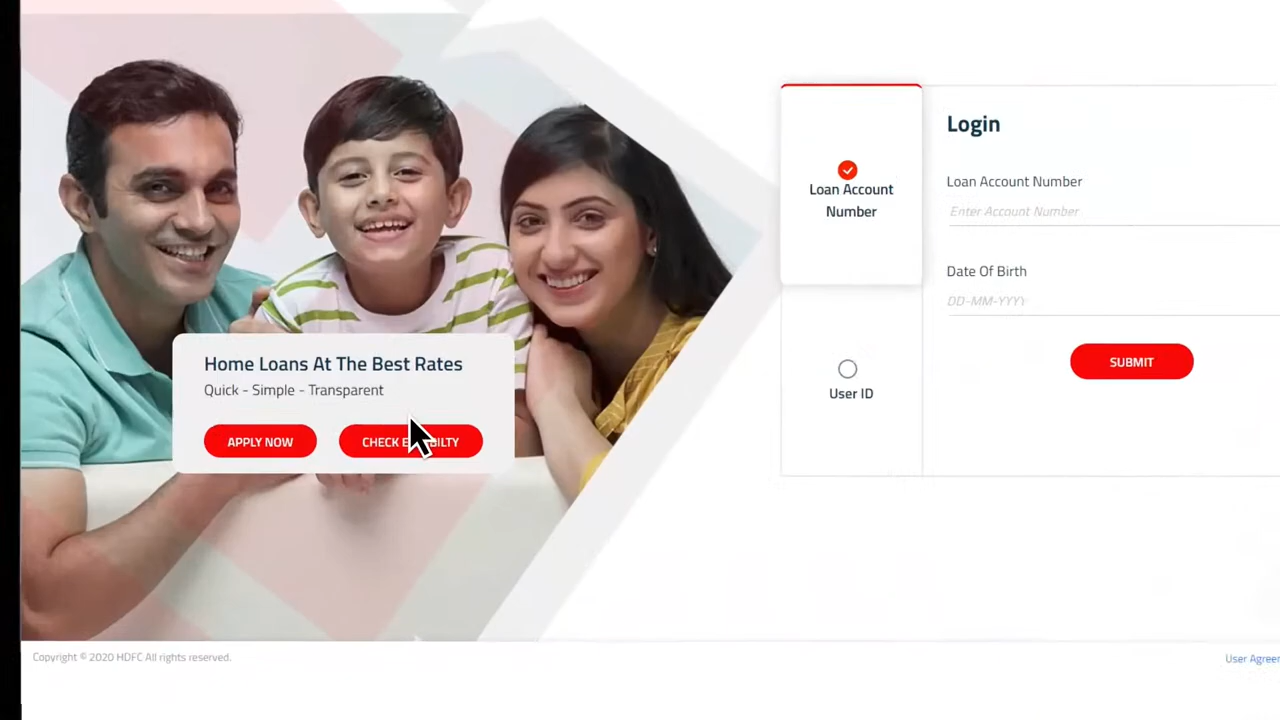 Login
Loan Account
Number
Loan Account Number
Enter Account Number
Date Of Birth
DD-MM-YYYY
SUBMIT
User ID
Home Loans At The Best Rates
Quick - Simple - Transparent
APPLY NOW
CHECK
Copyright © 2020 HDFC All rights reserved.
User